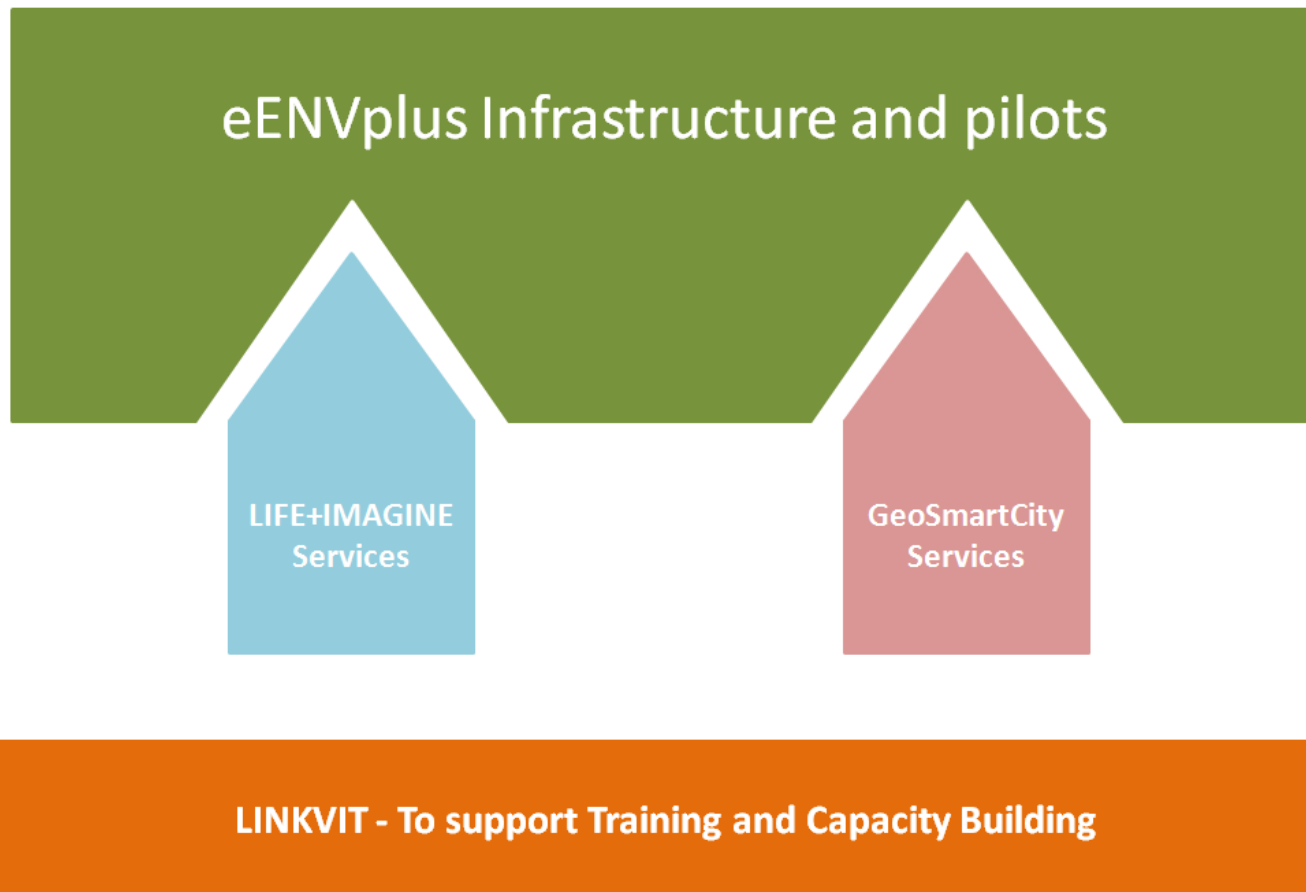 eENVplus Infrastructure and pilots
LIFE+IMAGINE
Services
GeoSmartCity
Services
LINKVIT - To support Training and Capacity Building